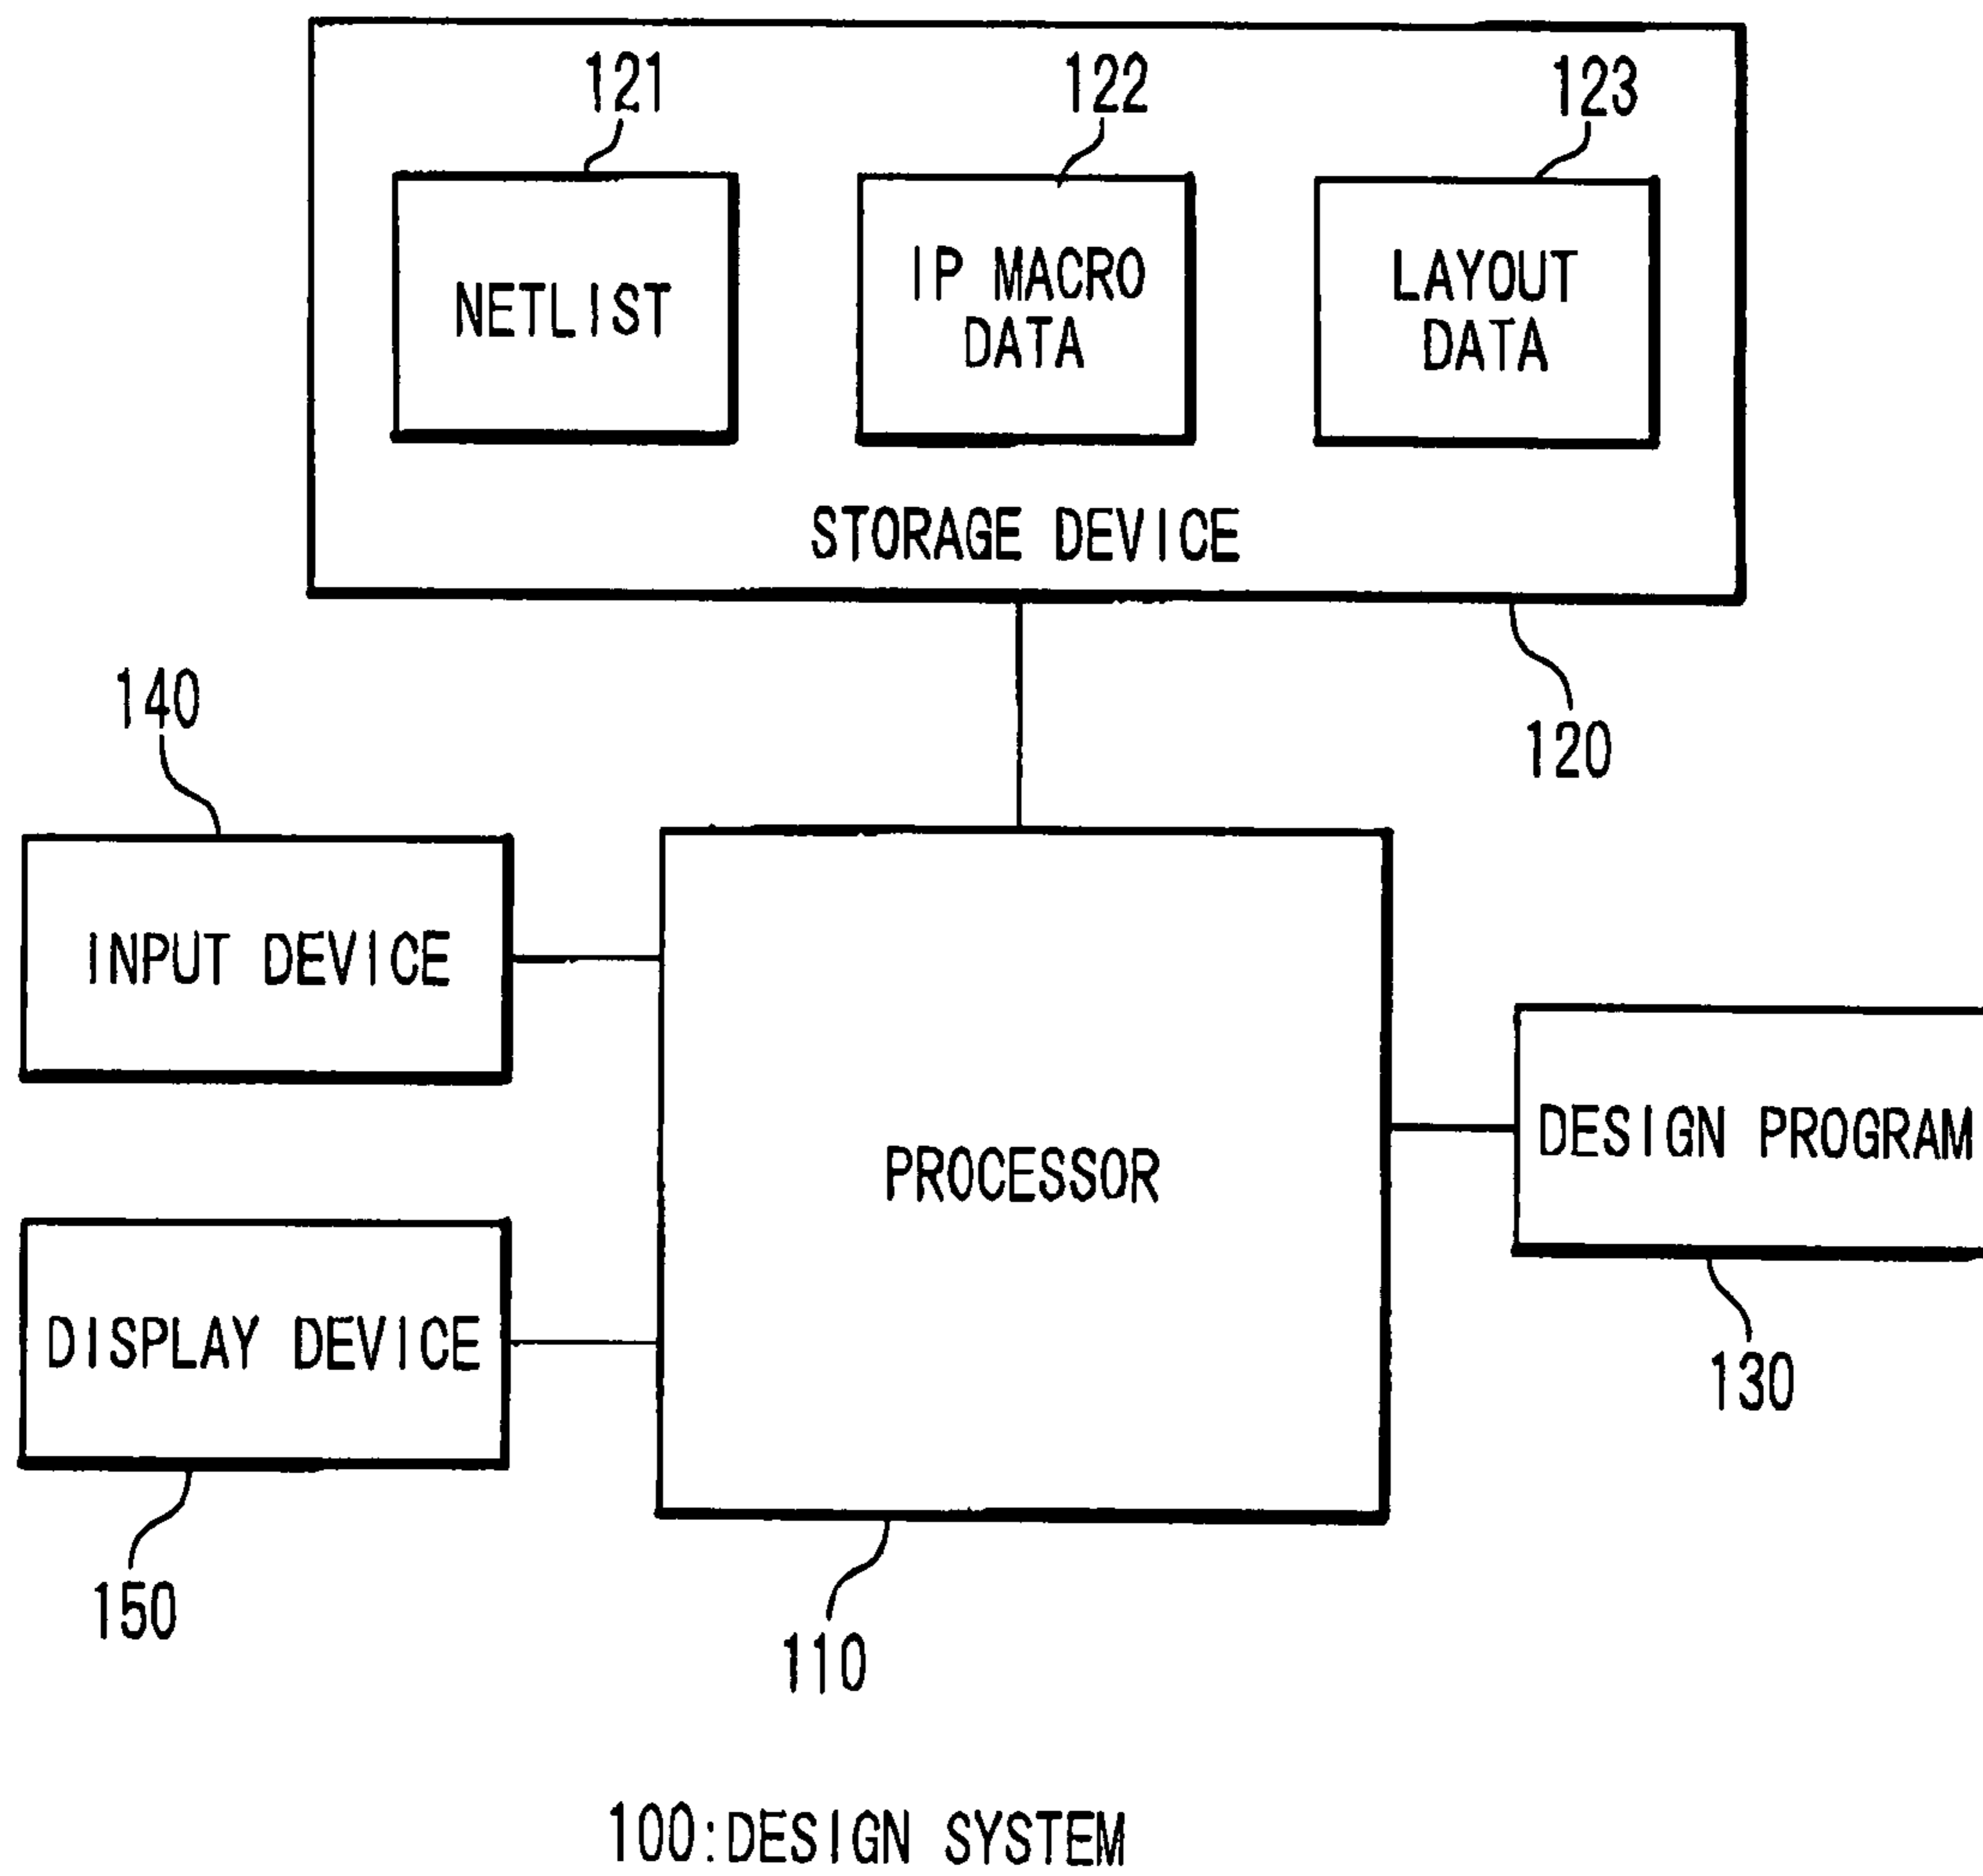 121
122
123
NETLIST
IP MACRO
DATA
LAYOUT
DATA
STORAGE DEVICE
120
140
INPUT DEVICE
PROCESSOR
DESIGN PROGRAM
DISPLAY DEVICE
130
150
110
100:DESIGN SYSTEM